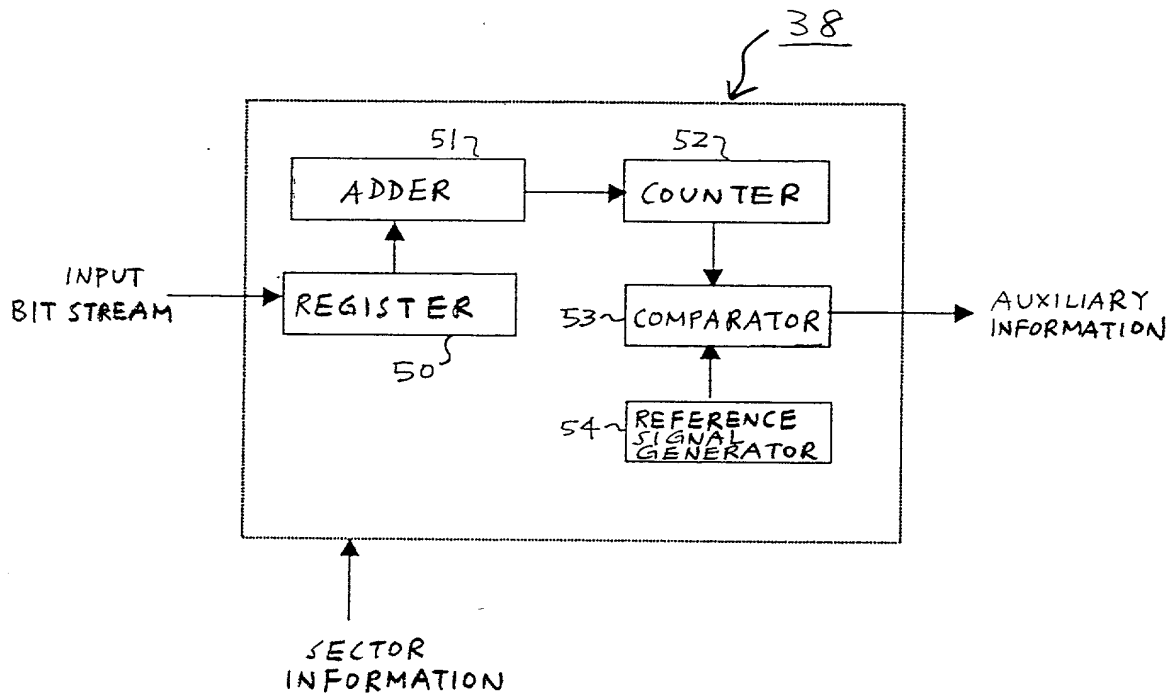 38
51
52
ADDER
COUNTER
INPUT
BIT STREAM
REGISTER
50
53
COMPARATOR
AUXILIARY
INFORMATION
54
REFERENCE
SIGNAL
GENERATOR
SECTOR
INFORMATION